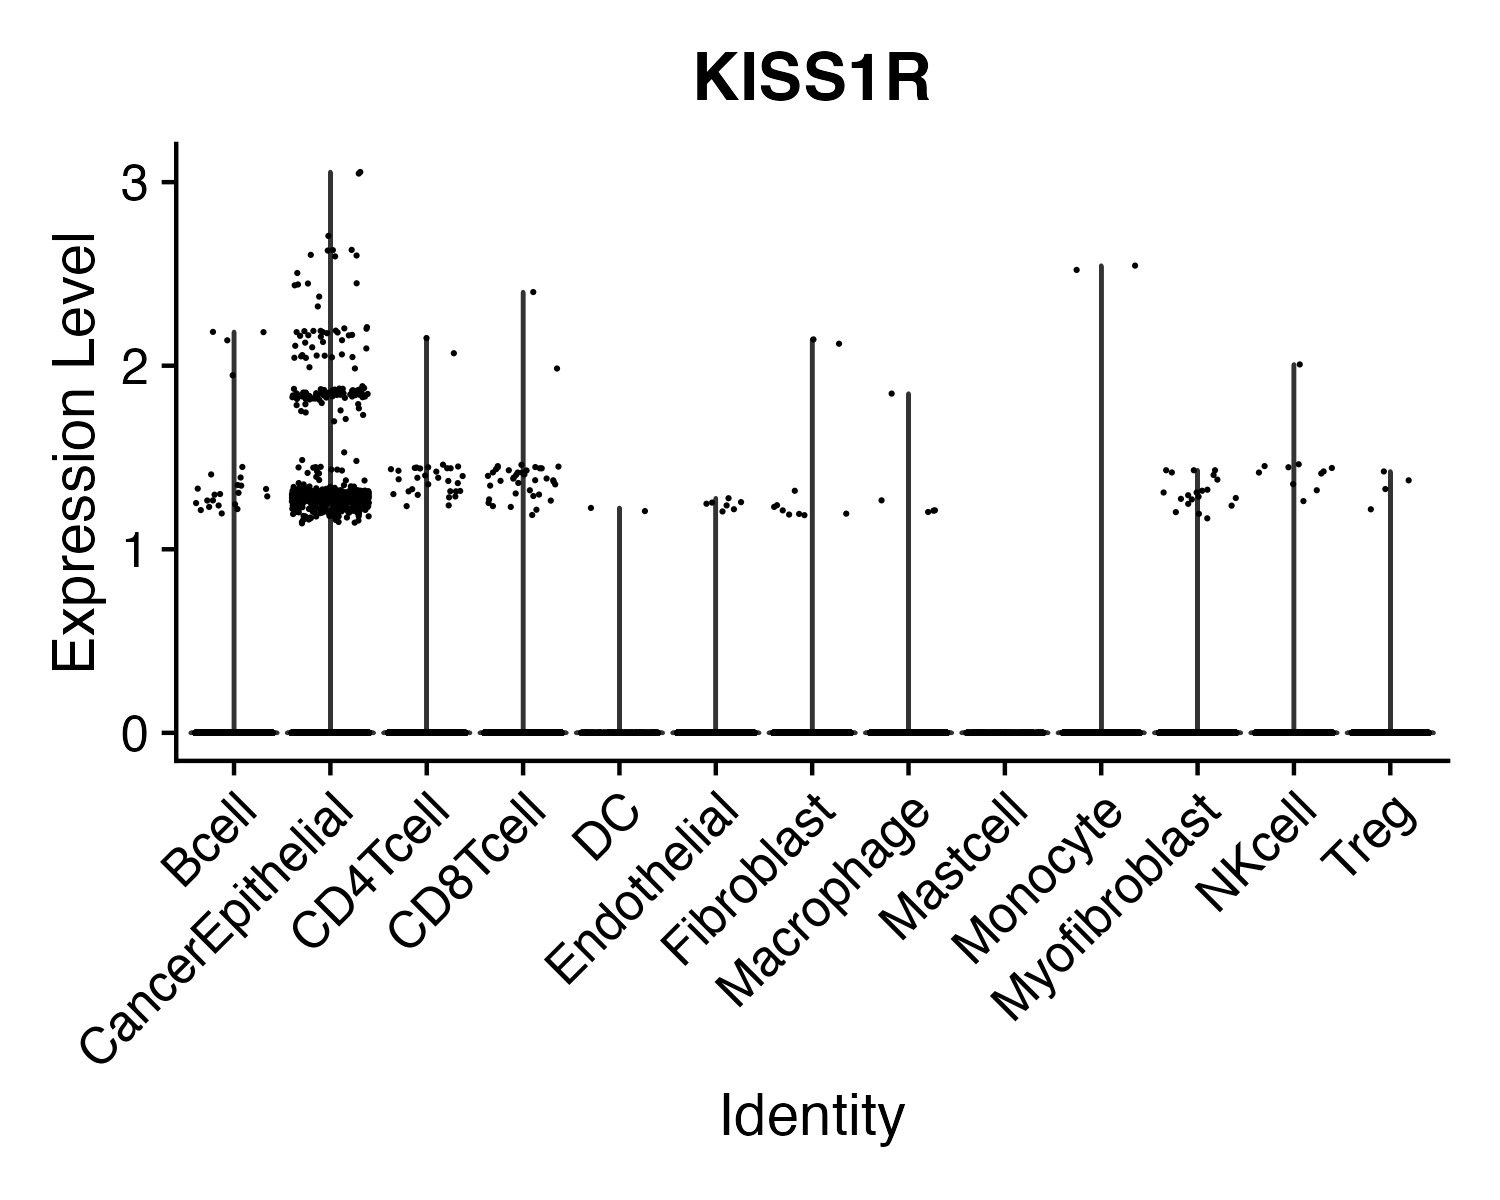 KISS1R
Expression Level
3
2
1
0
Bcell
CancerEpithelial
CD4Tcell
CD8Tcell
DC
Endothelial
Fibroblast
Macrophage
Mastcell
Monocyte
Myofibroblast
NKcell
Treg
Identity